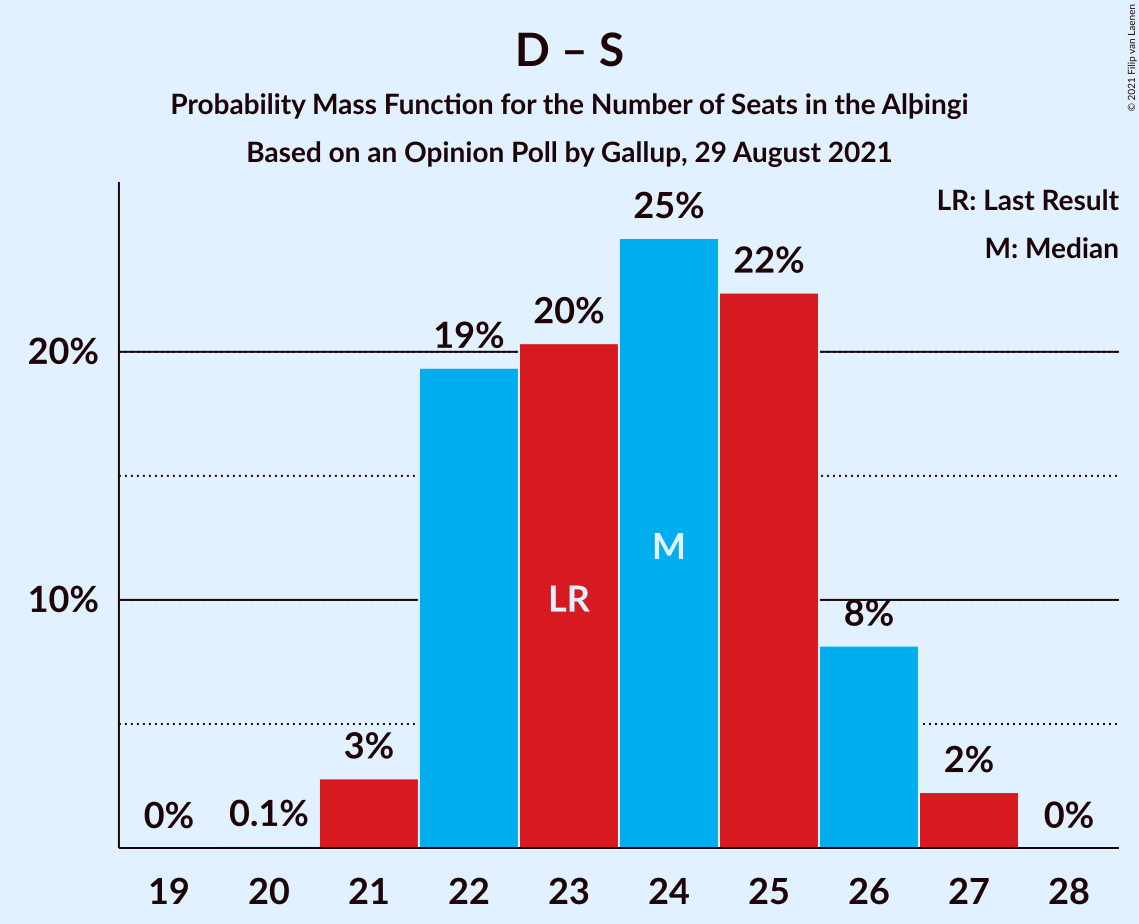 D – S
Probability Mass Function for the Number of Seats in the Alþingi
Based on an Opinion Poll by Gallup, 29 August 2021
© 2021 Filip van Laenen
LR: Last Result
M: Median
25%
22%
20%
19%
20%
M
LR
10%
8%
3%
2%
0%
0.1%
0%
19 20 21 22 23 24 25 26 27 28